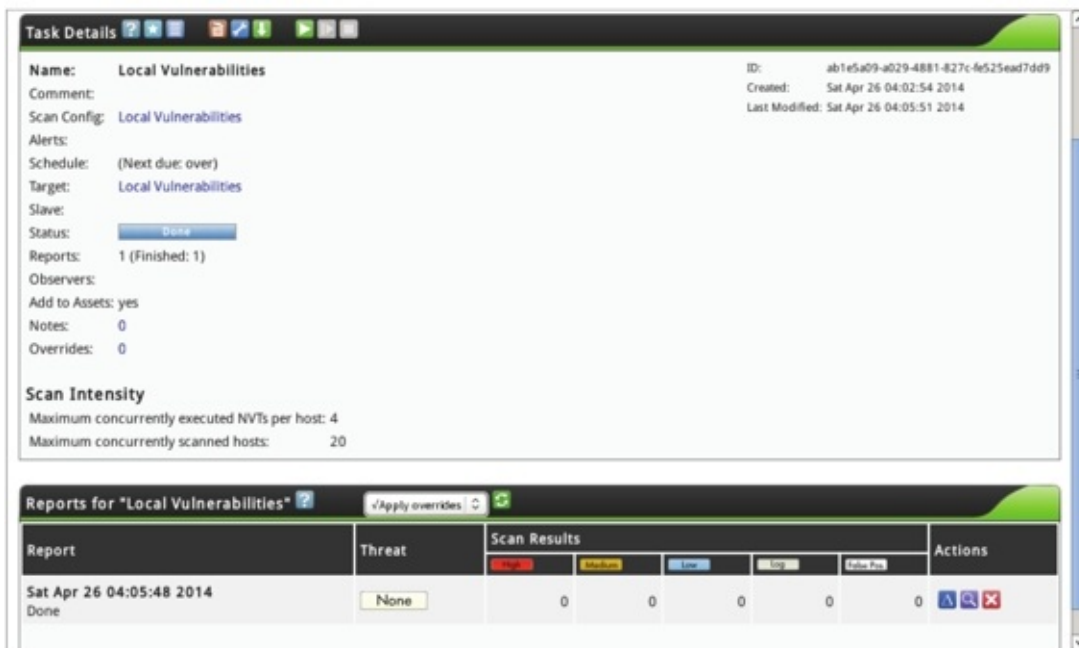 Task Details
Name: Local Vulnerabilities
Comment:
Scan Config: Local Vulnerabilities
Alerts:
Schedule: (Next due: over)
Target: Local Vulnerabilities
Slave:
Status: Done
Reports: 1 (Finished: 1)
Observers:
Add to Assets: yes
Notes: 0
Overrides: 0
ID: ab1e5a09-a029-4881-827c-fe525ead7dd9
Created: Sat Apr 26 04:02:54 2014
Last Modified: Sat Apr 26 04:05:51 2014
Scan Intensity
Maximum concurrently executed NVTs per host: 4
Maximum concurrently scanned hosts: 20
Reports for "Local Vulnerabilities"
√Apply overrides
Report
Threat
Scan Results
High Medium Low Log False Pos.
Actions
Sat Apr 26 04:05:48 2014
Done
None
0 0 0 0 0